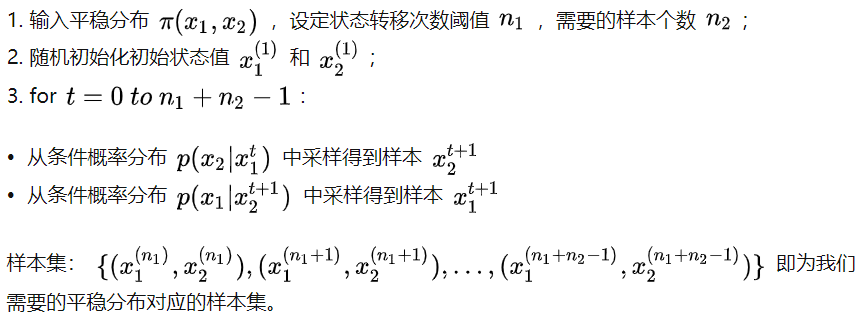 1. 输入平稳分布 $\pi(x_1, x_2)$ ，设定状态转移次数阈值 $n_1$ ，需要的样本个数 $n_2$ ；
2. 随机初始化初始状态值 $x_1^{(1)}$ 和 $x_2^{(1)}$ ；
3. for $t = 0 \; to \; n_1 + n_2 - 1$ :
• 从条件概率分布 $p(x_2|x_1^t)$ 中采样得到样本 $x_2^{t+1}$
• 从条件概率分布 $p(x_1|x_2^{t+1})$ 中采样得到样本 $x_1^{t+1}$
样本集： $\{(x_1^{(n_1)}, x_2^{(n_1)}), (x_1^{(n_1+1)}, x_2^{(n_1+1)}), \ldots, (x_1^{(n_1+n_2-1)}, x_2^{(n_1+n_2-1)})\}$ 即为我们
需要的平稳分布对应的样本集。